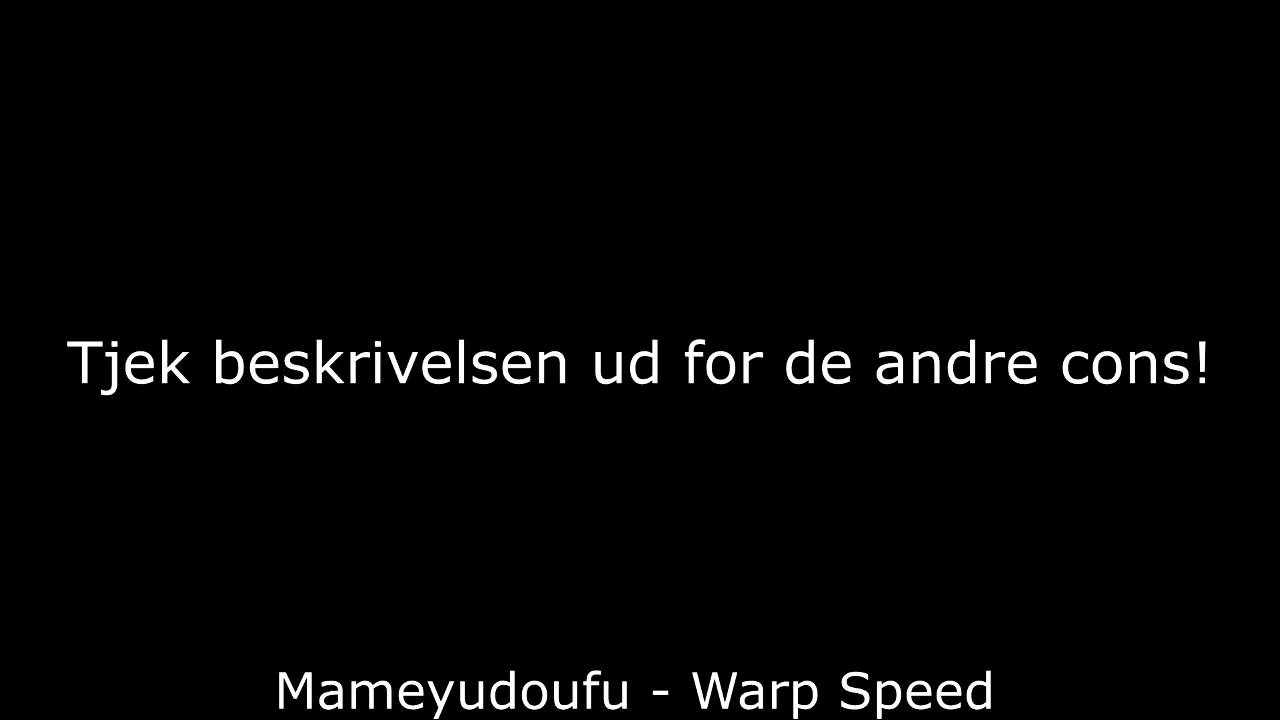 Tjek beskrivelsen ud for de andre cons!
Mameyudoufu - Warp Speed